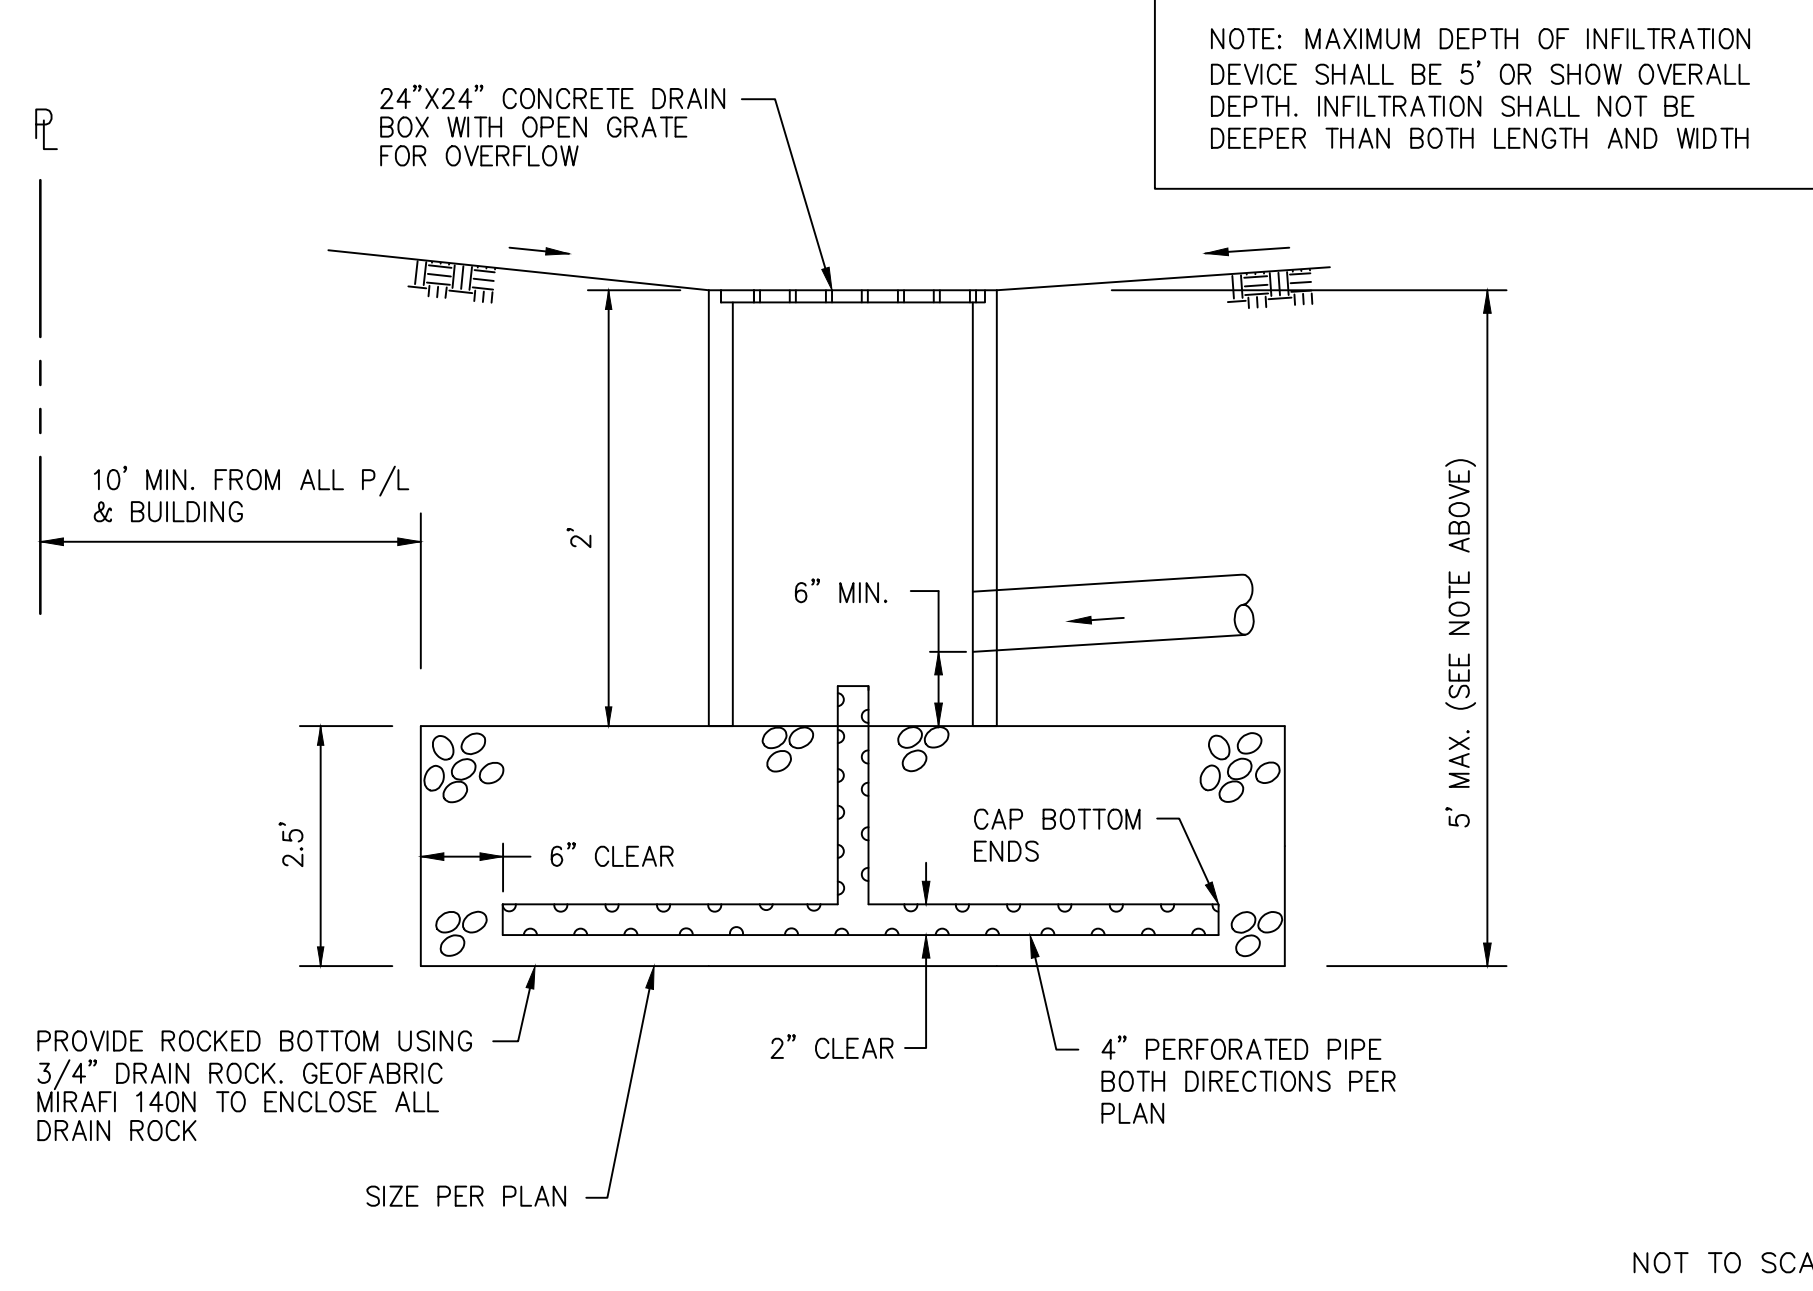 NOTE: MAXIMUM DEPTH OF INFILTRATION
DEVICE SHALL BE 5' OR SHOW OVERALL
DEPTH. INFILTRATION SHALL NOT BE
DEEPER THAN BOTH LENGTH AND WIDTH
PL
24"X24" CONCRETE DRAIN
BOX WITH OPEN GRATE
FOR OVERFLOW
10' MIN. FROM ALL P/L
& BUILDING
2'
6" MIN.
5' MAX. (SEE NOTE ABOVE)
2.5'
6" CLEAR
CAP BOTTOM
ENDS
PROVIDE ROCKED BOTTOM USING
3/4" DRAIN ROCK. GEOFABRIC
MIRAFI 140N TO ENCLOSE ALL
DRAIN ROCK
2" CLEAR
4" PERFORATED PIPE
BOTH DIRECTIONS PER
PLAN
SIZE PER PLAN
NOT TO SCA